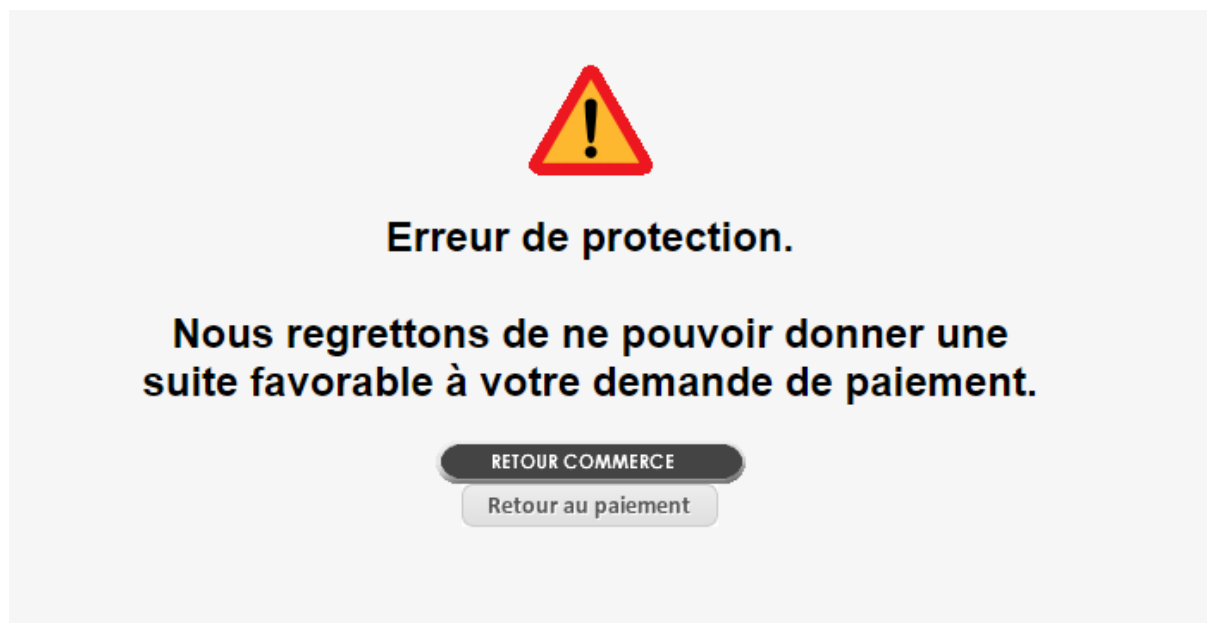 Erreur de protection.
Nous regrettons de ne pouvoir donner une
suite favorable à votre demande de paiement.
RETOUR COMMERCE
Retour au paiement